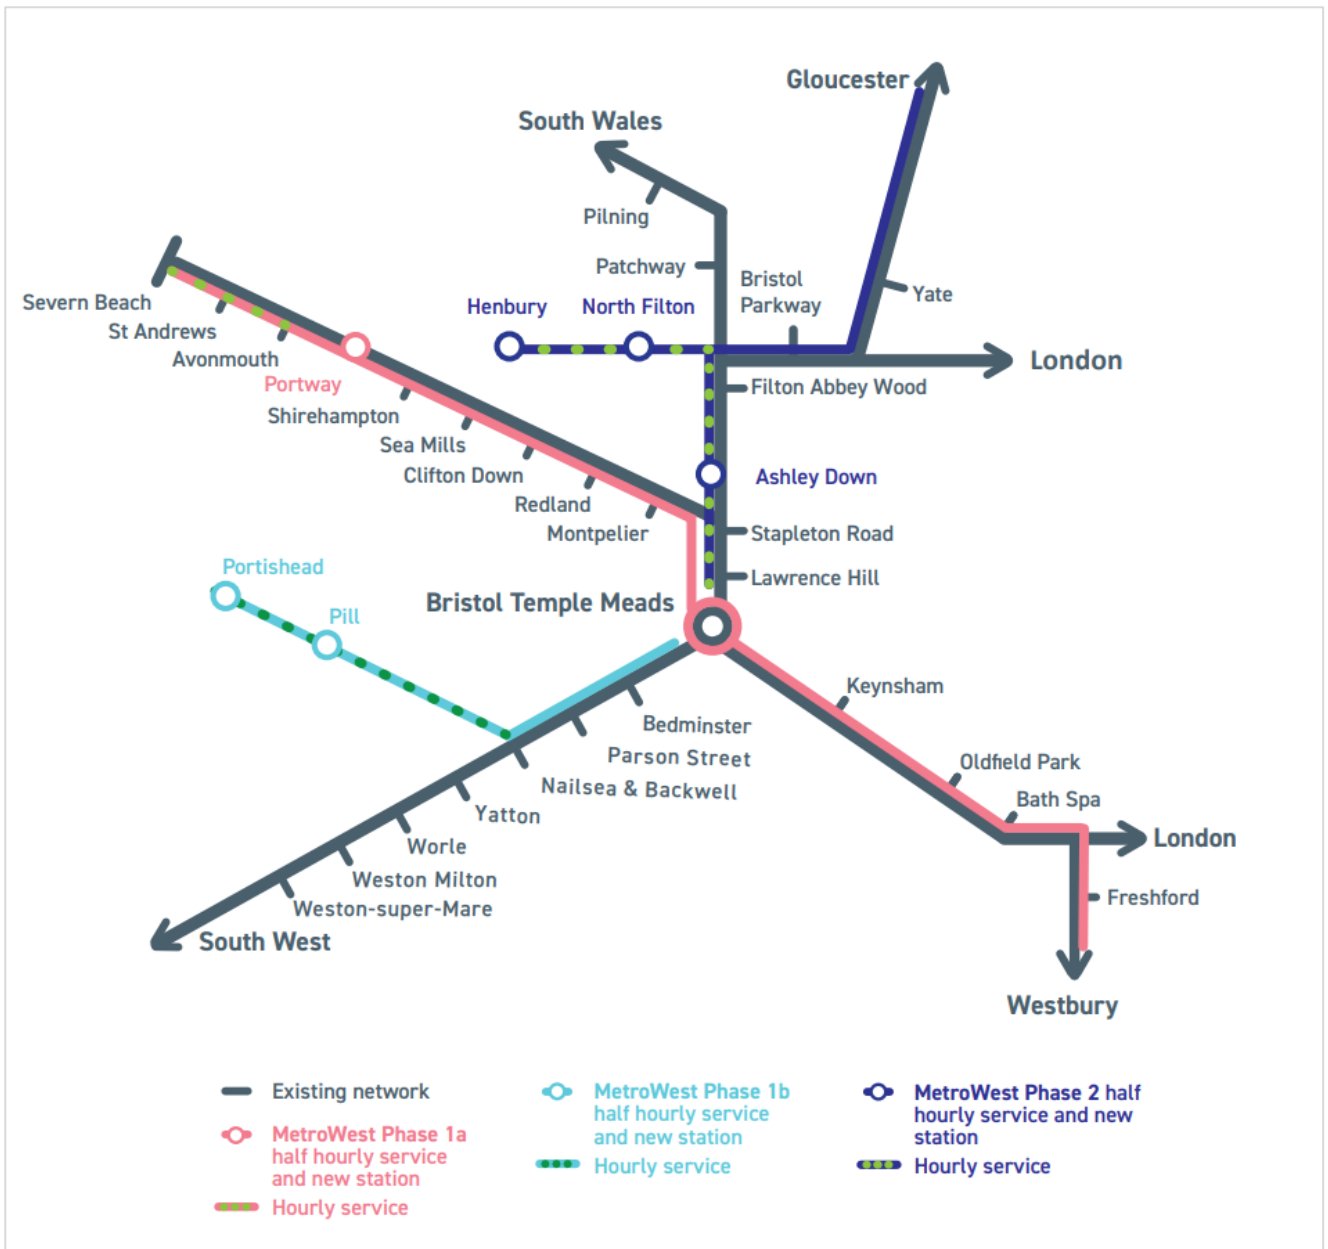 Gloucester
South Wales
Pilning
Patchway
Bristol
Parkway
Yate
Severn Beach
St Andrews
Avonmouth
Portway
Shirehampton
Sea Mills
Clifton Down
Redland
Montpelier
Henbury
North Filton
London
Filton Abbey Wood
Ashley Down
Stapleton Road
Lawrence Hill
Portishead
Pill
Bristol Temple Meads
Keynsham
Bedminster
Parson Street
Nailsea & Backwell
Yatton
Worle
Weston Milton
Weston-super-Mare
South West
Oldfield Park
Bath Spa
London
Freshford
Westbury
Existing network
MetroWest Phase 1a
half hourly service
and new station
Hourly service
MetroWest Phase 1b
half hourly service
and new station
Hourly service
MetroWest Phase 2 half
hourly service and new
station
Hourly service